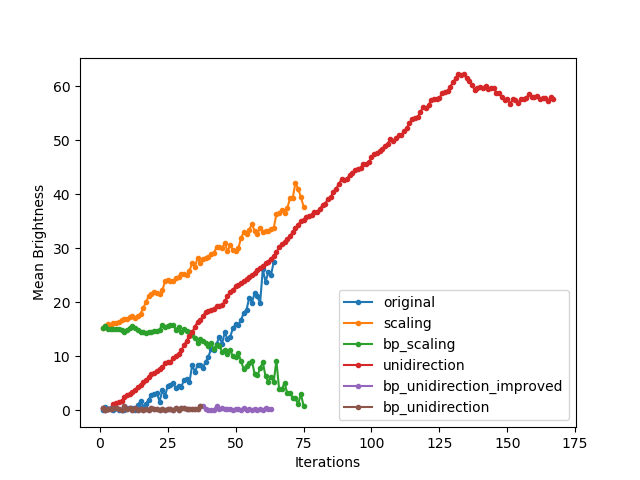 60
50
40
30
20
10
0
Mean Brightness
original
scaling
bp_scaling
unidirection
bp_unidirection_improved
bp_unidirection
0 25 50 75 100 125 150 175
Iterations